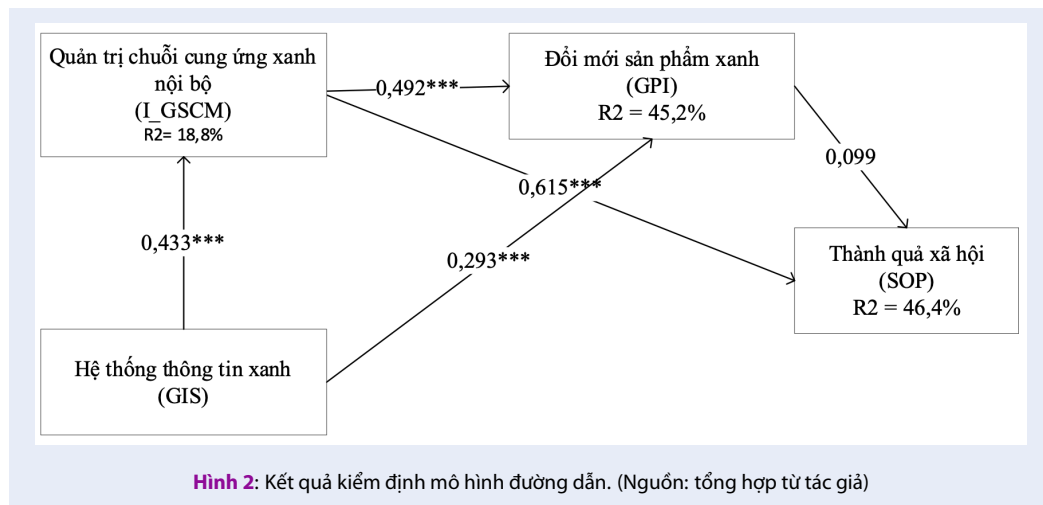 Quản trị chuỗi cung ứng xanh
nội bộ
(I_GSCM)
R2= 18,8%
0,492***
Đổi mới sản phẩm xanh
(GPI)
R2 = 45,2%
0,099
0,615***
0,433***
0,293***
Thành quả xã hội
(SOP)
R2 = 46,4%
Hệ thống thông tin xanh
(GIS)
Hình 2: Kết quả kiểm định mô hình đường dẫn. (Nguồn: tổng hợp từ tác giả)